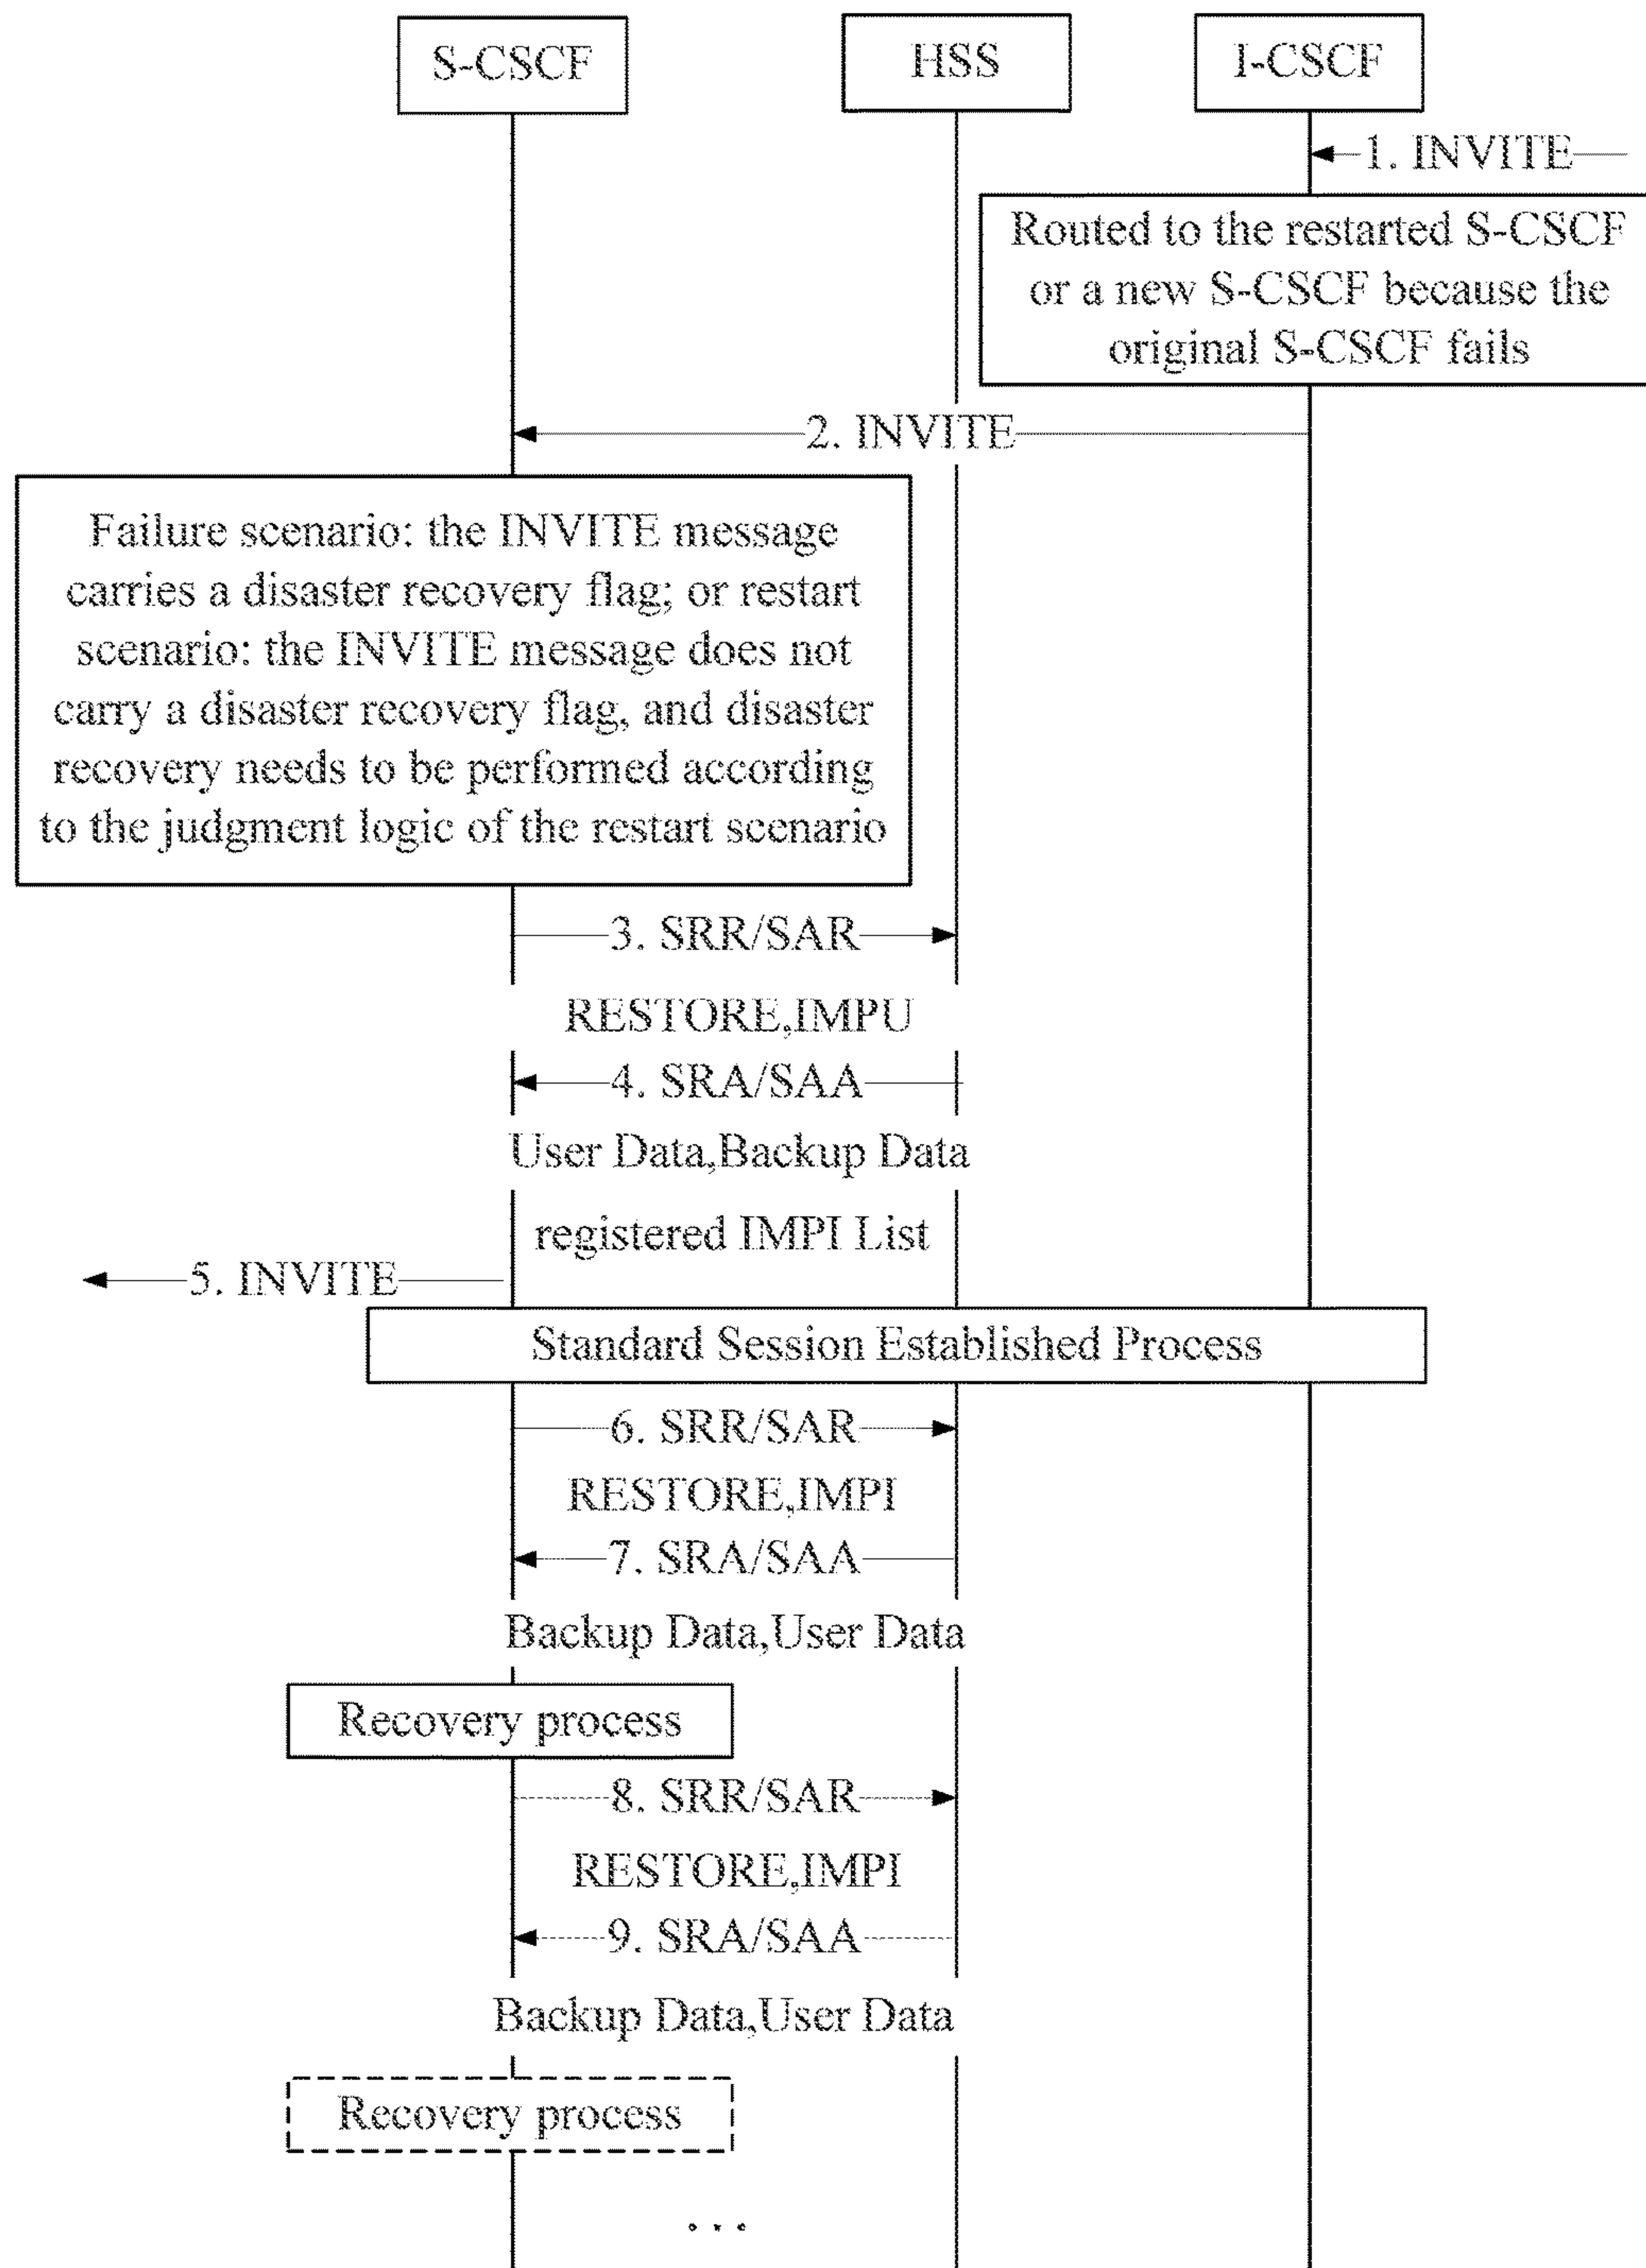 S-CSCF
HSS
I-CSCF
1. INVITE
Routed to the restarted S-CSCF
or a new S-CSCF because the
original S-CSCF fails
2. INVITE
Failure scenario: the INVITE message
carries a disaster recovery flag; or restart
scenario: the INVITE message does not
carry a disaster recovery flag, and disaster
recovery needs to be performed according
to the judgment logic of the restart scenario
3. SRR/SAR
RESTORE,IMPU
4. SRA/SAA
User Data,Backup Data
registered IMPI List
5. INVITE
Standard Session Established Process
6. SRR/SAR
RESTORE,IMPI
7. SRA/SAA
Backup Data,User Data
Recovery process
8. SRR/SAR
RESTORE,IMPI
9. SRA/SAA
Backup Data,User Data
Recovery process
...